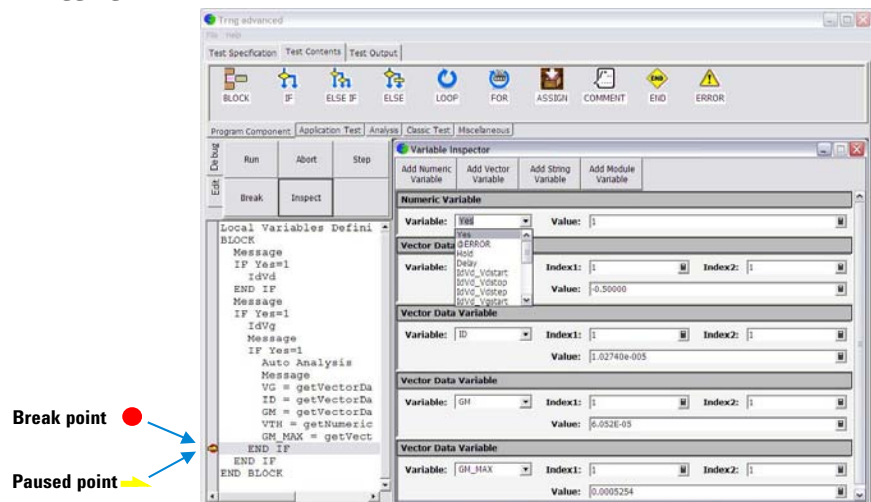 Trng advanced
File Help
Test Specification Test Contents Test Output
BLOCK IF ELSE IF ELSE LOOP FOR ASSIGN COMMENT END ERROR
Program Component Application Test Analysis Classic Test Miscelaneous
Debug
Edit
Run Abort Step
Break Inspect
Local Variables Defini
BLOCK
Message
IF Yes=1
IdVd
END IF
Message
IF Yes=1
IdVg
Message
IF Yes=1
Auto Analysis
Message
VG = getVectorDa
ID = getVectorDa
GM = getVectorDa
VTH = getNumeric
GM_MAX = getVect
END IF
END IF
END BLOCK
Break point
Paused point
Variable Inspector
Add Numeric Variable Add Vector Variable Add String Variable Add Module Variable
Numeric Variable
Variable: Yes Value: 1
Yes
@ERROR
Hold
Delay
IdVd_Vdstart
IdVd_Vdstop
IdVd_Vdstep
IdVd_Vgstart
Vector Data
Variable: Index1: 1 Index2: 1
Value: -0.50000
Vector Data Variable
Variable: ID Index1: 1 Index2: 1
Value: 1.02740e-005
Vector Data Variable
Variable: GM Index1: 1 Index2: 1
Value: 6.052E-05
Vector Data Variable
Variable: GM_MAX Index1: 1 Index2: 1
Value: 0.0005254